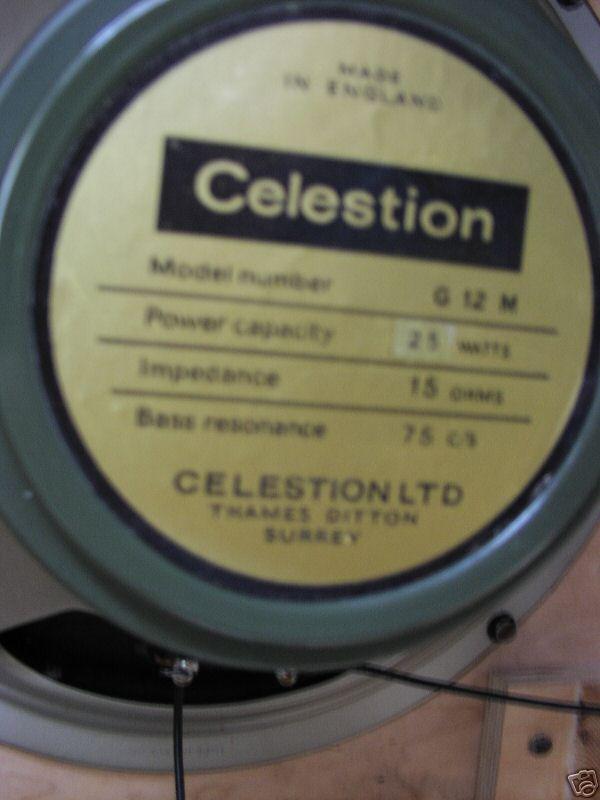 MADE
IN ENGLAND
Celestion
Model number G 12 M
Power capacity 25 WATTS
Impedance 15 OHMS
Bass resonance 75 C/S
CELESTION LTD
THAMES DITTON
SURREY